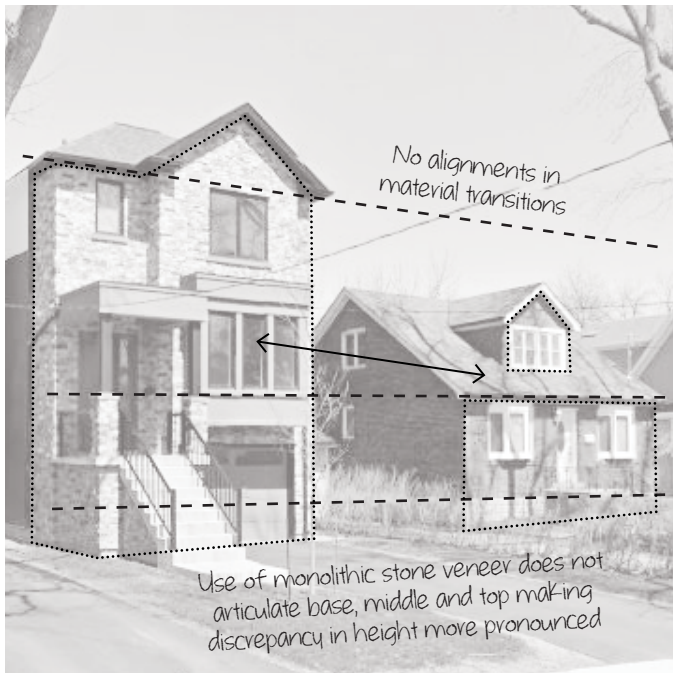 No alignments in
material transitions
Use of monolithic stone veneer does not
articulate base, middle and top making
discrepancy in height more pronounced